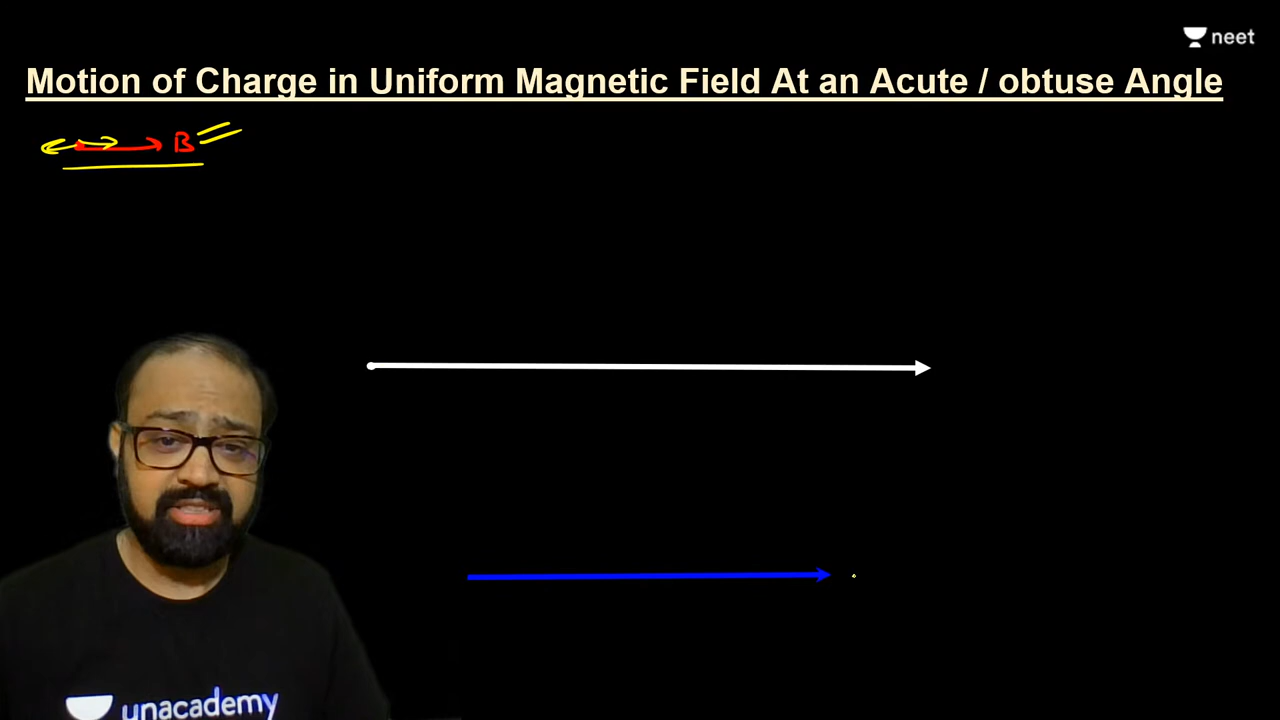 neet
Motion of Charge in Uniform Magnetic Field At an Acute / obtuse Angle
B
unacademy